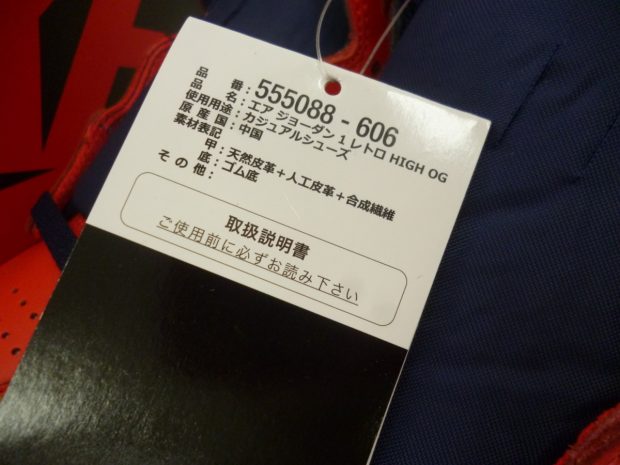 品番：555088 - 606
品名：エア ジョーダン 1 レトロ HIGH OG
使用用途：カジュアルシューズ
原産国：中国
素材表記
甲：天然皮革＋人工皮革＋合成繊維
底：ゴム底
その他：
取扱説明書
ご使用前に必ずお読み下さい